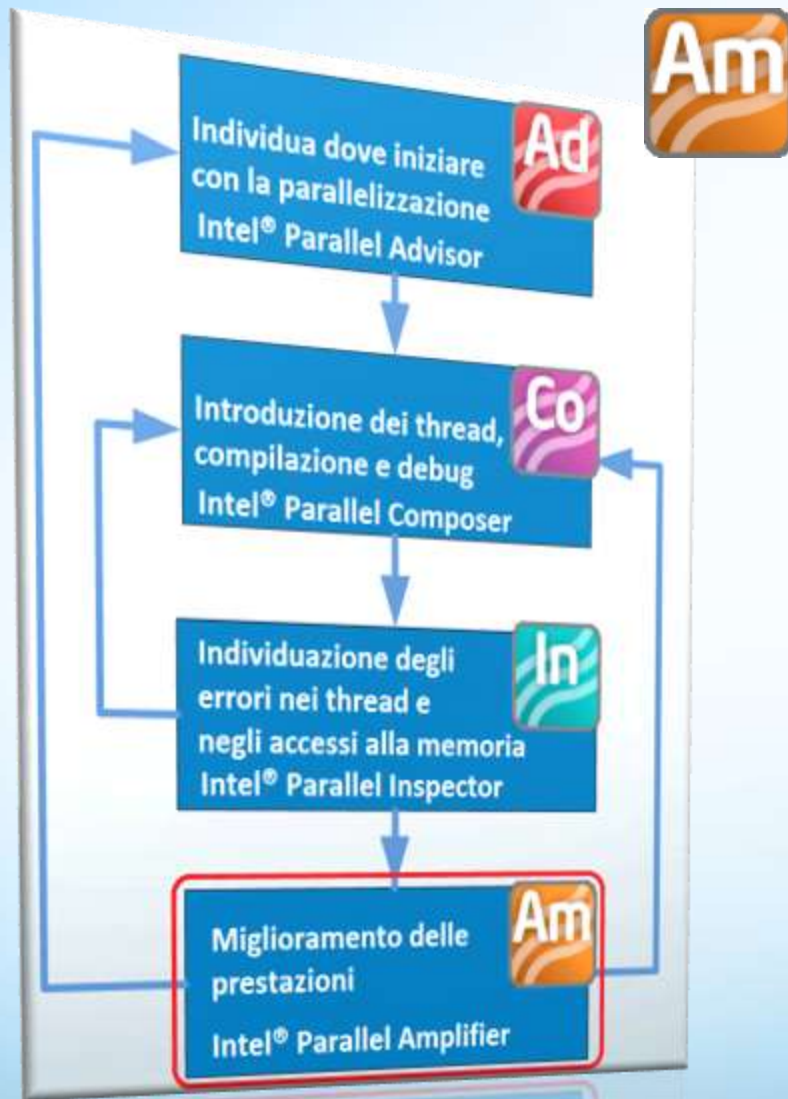 Am
Individua dove iniziare
con la parallelizzazione
Intel® Parallel Advisor
Ad
Introduzione dei thread,
compilazione e debug
Intel® Parallel Composer
Co
Individuazione degli
errori nei thread e
negli accessi alla memoria
Intel® Parallel Inspector
In
Miglioramento delle
prestazioni
Intel® Parallel Amplifier
Am